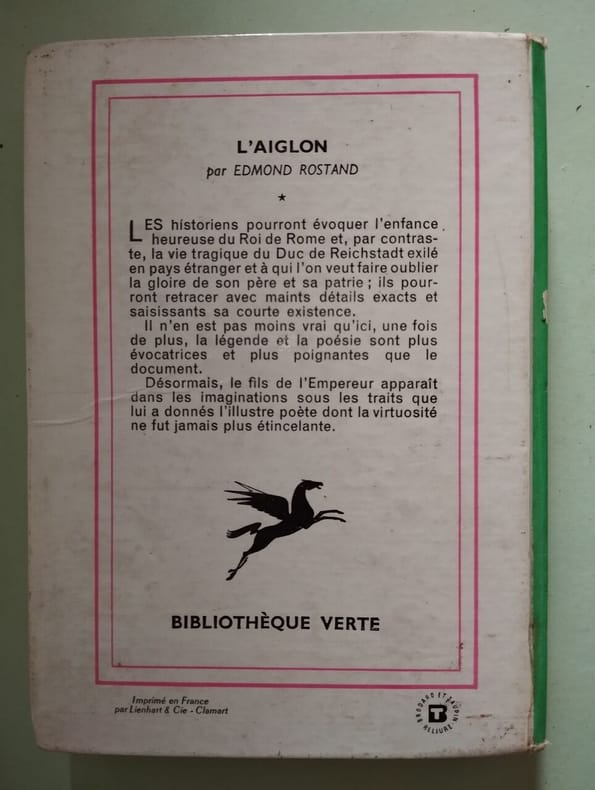 L'AIGLON
par EDMOND ROSTAND
LES historiens pourront évoquer l'enfance
heureuse du Roi de Rome et, par contras-
te, la vie tragique du Duc de Reichstadt exilé
en pays étranger et à qui l'on veut faire oublier
la gloire de son père et sa patrie ; ils pour-
ront retracer avec maints détails exacts et
saisissants sa courte existence.
Il n'en est pas moins vrai qu'ici, une fois
de plus, la légende et la poésie sont plus
évocatrices et plus poignantes que le
document.
Désormais, le fils de l'Empereur apparaît
dans les imaginations sous les traits que
lui a donnés l'illustre poète dont la virtuosité
ne fut jamais plus étincelante.
BIBLIOTHÈQUE VERTE
Imprimé en France
par Lienhart & Cie - Clamart
BRODARD ET TAUPIN
RELIURE